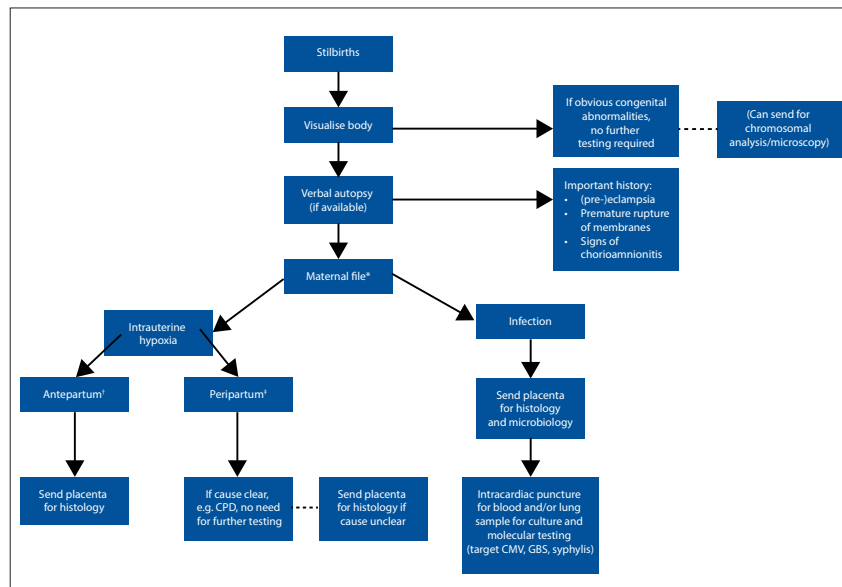 Stilbirths
Visualise body
If obvious congenital
abnormalities,
no further
testing required
(Can send for
chromosomal
analysis/microscopy)
Verbal autopsy
(if available)
Important history:
• (pre-)eclampsia
• Premature rupture
of membranes
• Signs of
chorioamnionitis
Maternal file*
Intrauterine
hypoxia
Infection
Antepartum†
Peripartum‡
Send placenta
for histology
and microbiology
Send placenta
for histology
If cause clear,
e.g. CPD, no need
for further testing
Send placenta
for histology if
cause unclear
Intracardiac puncture
for blood and/or lung
sample for culture and
molecular testing
(target CMV, GBS, syphylis)